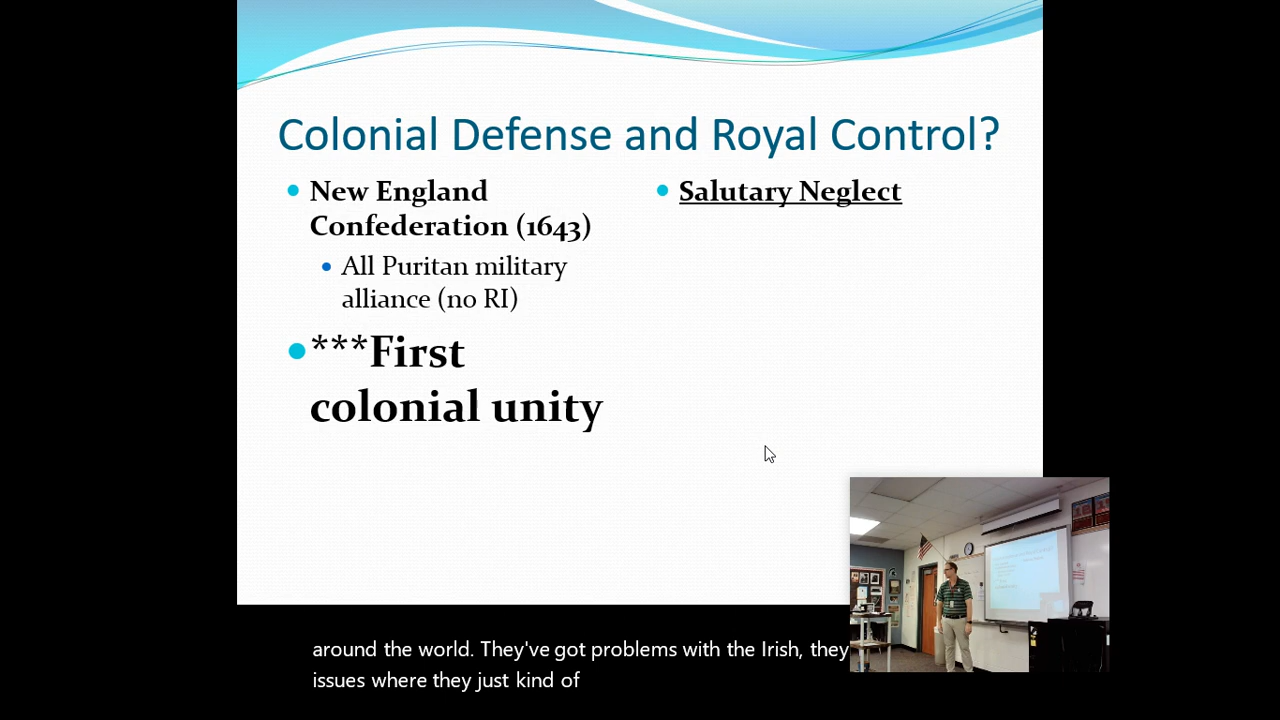 Colonial Defense and Royal Control?
New England
Confederation (1643)
All Puritan military
alliance (no RI)
***First
colonial unity
Salutary Neglect
around the world. They've got problems with the Irish, they
issues where they just kind of